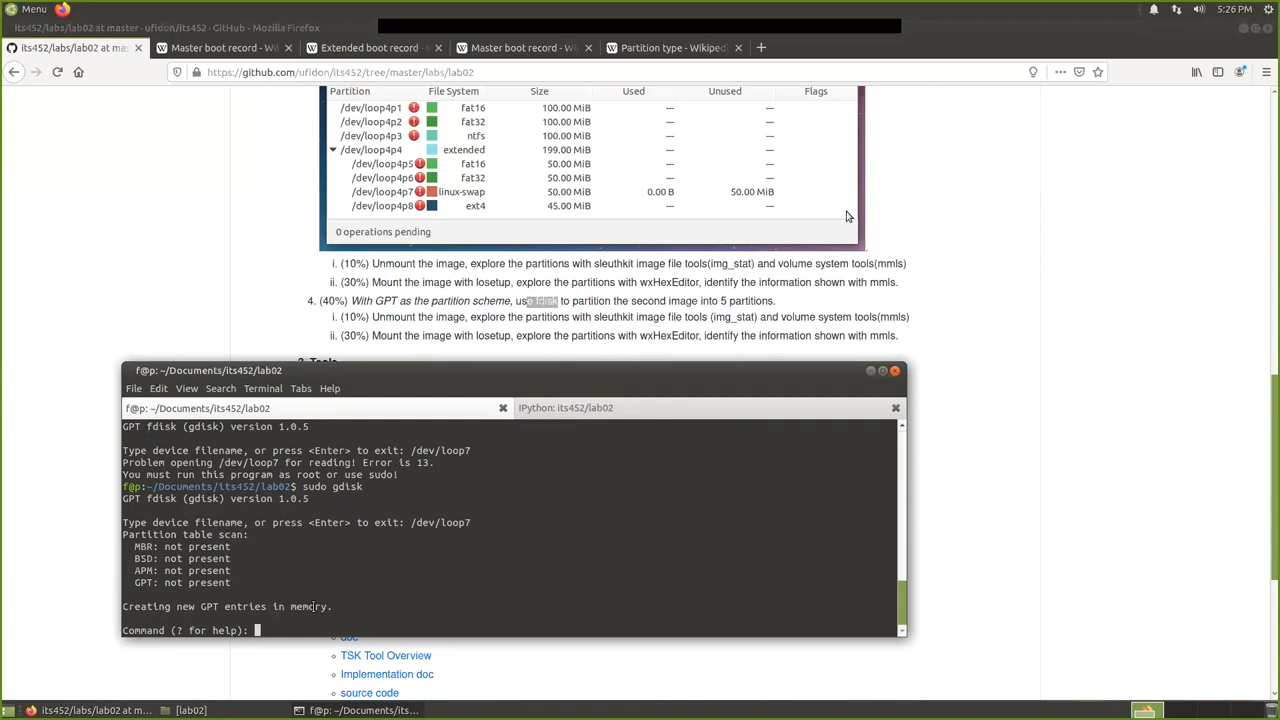 Menu
5:26 PM
its452/labs/lab02 at master · ufidon/its452 · GitHub - Mozilla Firefox
its452/labs/lab02 at mas
Master boot record - Wi
Extended boot record -
Master boot record - Wi
Partition type - Wikiped
https://github.com/ufidon/its452/tree/master/labs/lab02
Partition File System Size Used Unused Flags
/dev/loop4p1 fat16 100.00 MiB --- ---
/dev/loop4p2 fat32 100.00 MiB --- ---
/dev/loop4p3 ntfs 100.00 MiB --- ---
/dev/loop4p4 extended 199.00 MiB --- ---
/dev/loop4p5 fat16 50.00 MiB --- ---
/dev/loop4p6 fat32 50.00 MiB --- ---
/dev/loop4p7 linux-swap 50.00 MiB 0.00 B 50.00 MiB
/dev/loop4p8 ext4 45.00 MiB --- ---
0 operations pending
i. (10%) Unmount the image, explore the partitions with sleuthkit image file tools(img_stat) and volume system tools(mmls)
ii. (30%) Mount the image with losetup, explore the partitions with wxHexEditor, identify the information shown with mmls.
4. (40%) With GPT as the partition scheme, use fdisk to partition the second image into 5 partitions.
i. (10%) Unmount the image, explore the partitions with sleuthkit image file tools (img_stat) and volume system tools(mmls)
ii. (30%) Mount the image with losetup, explore the partitions with wxHexEditor, identify the information shown with mmls.
f@p: ~/Documents/its452/lab02
File Edit View Search Terminal Tabs Help
f@p: ~/Documents/its452/lab02
IPython: its452/lab02
GPT fdisk (gdisk) version 1.0.5
Type device filename, or press <Enter> to exit: /dev/loop7
Problem opening /dev/loop7 for reading! Error is 13.
You must run this program as root or use sudo!
f@p:~/Documents/its452/lab02$ sudo gdisk
GPT fdisk (gdisk) version 1.0.5
Type device filename, or press <Enter> to exit: /dev/loop7
Partition table scan:
MBR: not present
BSD: not present
APM: not present
GPT: not present
Creating new GPT entries in memory.
Command (? for help):
doc
TSK Tool Overview
Implementation doc
source code
its452/labs/lab02 at m...
[lab02]
f@p: ~/Documents/its...